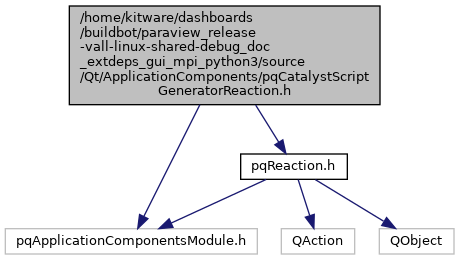 /home/kitware/dashboards
/buildbot/paraview_release
-vall-linux-shared-debug_doc
_extdeps_gui_mpi_python3/source
/Qt/ApplicationComponents/pqCatalystScript
GeneratorReaction.h
pqReaction.h
pqApplicationComponentsModule.h
QAction
QObject